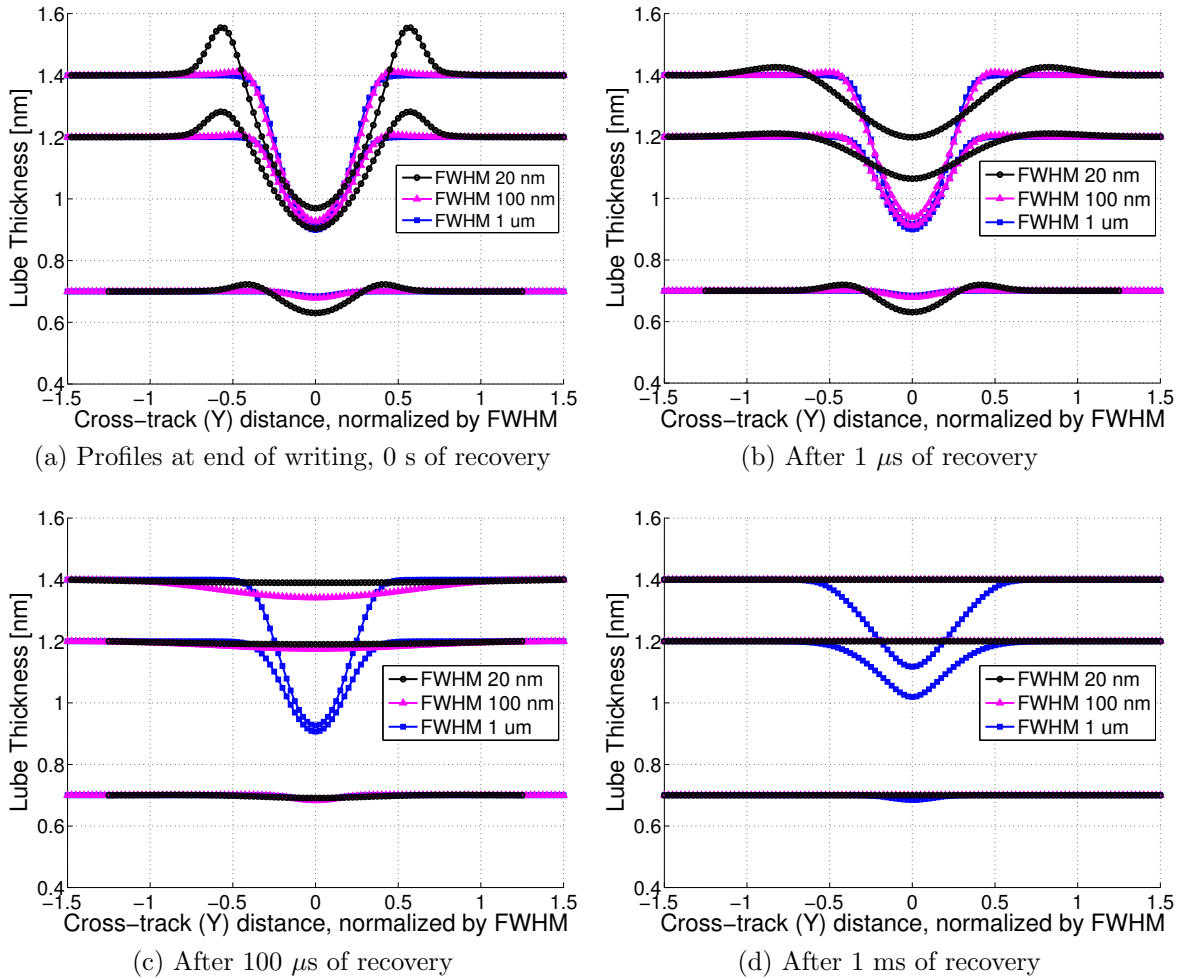 1.6
1.4
1.2
1
0.8
0.6
0.4
Lube Thickness [nm]
FWHM 20 nm
FWHM 100 nm
FWHM 1 um
−1.5 −1 −0.5 0 0.5 1 1.5
Cross−track (Y) distance, normalized by FWHM
(a) Profiles at end of writing, 0 s of recovery
1.6
1.4
1.2
1
0.8
0.6
0.4
Lube Thickness [nm]
FWHM 20 nm
FWHM 100 nm
FWHM 1 um
−1.5 −1 −0.5 0 0.5 1 1.5
Cross−track (Y) distance, normalized by FWHM
(b) After 1 μs of recovery
1.6
1.4
1.2
1
0.8
0.6
0.4
Lube Thickness [nm]
FWHM 20 nm
FWHM 100 nm
FWHM 1 um
−1.5 −1 −0.5 0 0.5 1 1.5
Cross−track (Y) distance, normalized by FWHM
(c) After 100 μs of recovery
1.6
1.4
1.2
1
0.8
0.6
0.4
Lube Thickness [nm]
FWHM 20 nm
FWHM 100 nm
FWHM 1 um
−1.5 −1 −0.5 0 0.5 1 1.5
Cross−track (Y) distance, normalized by FWHM
(d) After 1 ms of recovery